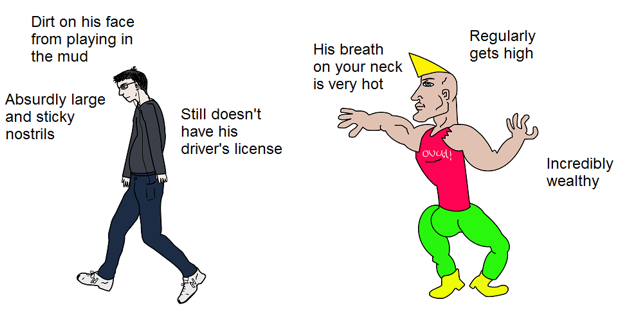 Dirt on his face
from playing in
the mud
Absurdly large
and sticky
nostrils
Still doesn't
have his
driver's license
His breath
on your neck
is very hot
Regularly
gets high
Incredibly
wealthy